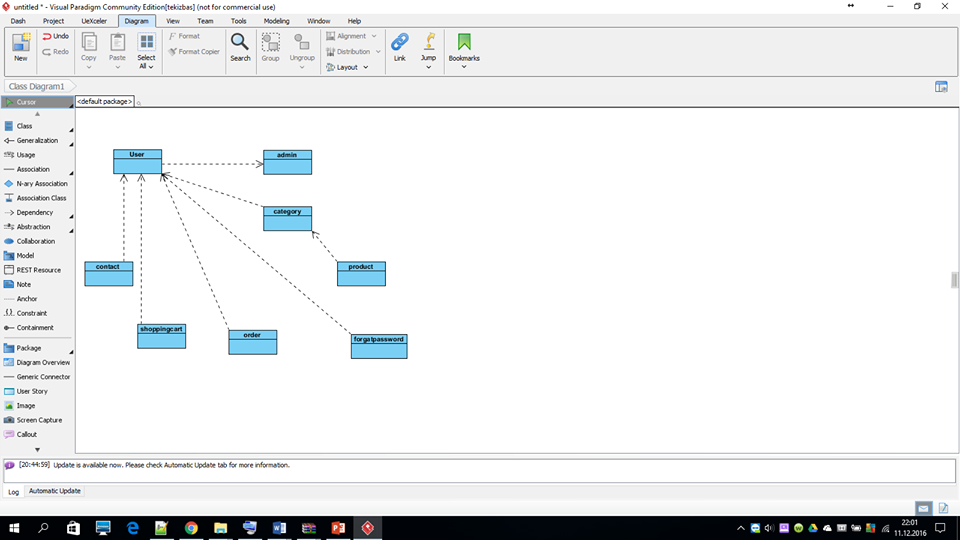 untitled * - Visual Paradigm Community Edition[tekizbas] (not for commercial use)
Dash Project UeXceler Diagram View Team Tools Modeling Window Help
New
Undo
Redo
Copy
Paste
Select
All
Format
Format Copier
Search
Group
Ungroup
Alignment
Distribution
Layout
Link
Jump
Bookmarks
Class Diagram1
<default package>
Cursor
Class
Generalization
Usage
Association
N-ary Association
Association Class
Dependency
Abstraction
Collaboration
Model
REST Resource
Note
Anchor
Constraint
Containment
Package
Diagram Overview
Generic Connector
User Story
Image
Screen Capture
Callout
User
admin
category
contact
product
shoppingcart
order
forgatpassword
[20:44:59] Update is available now. Please check Automatic Update tab for more information.
Log Automatic Update
22:01
11.12.2016